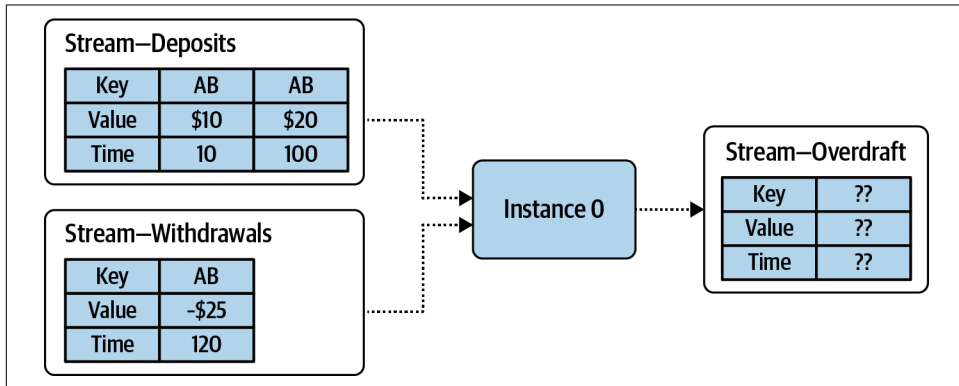 Stream—Deposits
Key AB AB
Value $10 $20
Time 10 100
Stream—Withdrawals
Key AB
Value –$25
Time 120
Instance 0
Stream—Overdraft
Key ??
Value ??
Time ??